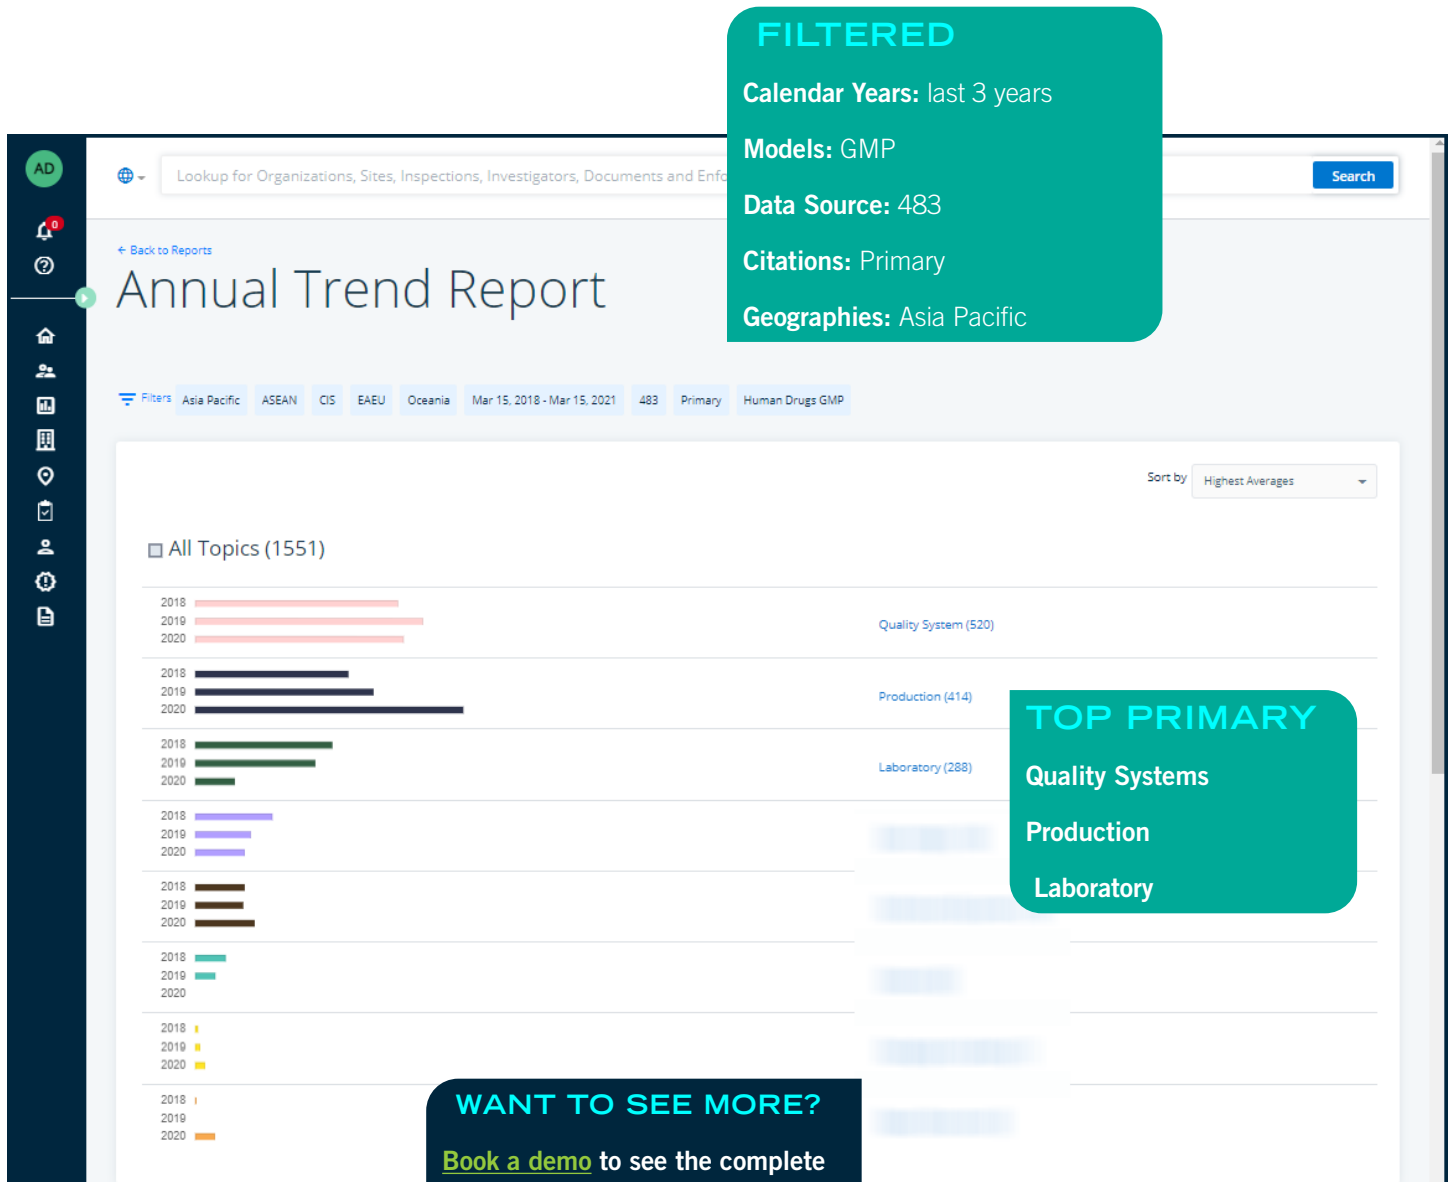 FILTERED
Calendar Years: last 3 years
Models: GMP
Data Source: 483
Citations: Primary
Geographies: Asia Pacific
AD
Lookup for Organizations, Sites, Inspections, Investigators, Documents and Enfo
Search
0
← Back to Reports
Annual Trend Report
Filters Asia Pacific ASEAN CIS EAEU Oceania Mar 15, 2018 - Mar 15, 2021 483 Primary Human Drugs GMP
Sort by Highest Averages
All Topics (1551)
2018
2019
2020
Quality System (520)
2018
2019
2020
Production (414)
2018
2019
2020
Laboratory (288)
TOP PRIMARY
Quality Systems
Production
Laboratory
2018
2019
2020
2018
2019
2020
2018
2019
2020
2018
2019
2020
2018
2019
2020
WANT TO SEE MORE?
Book a demo to see the complete